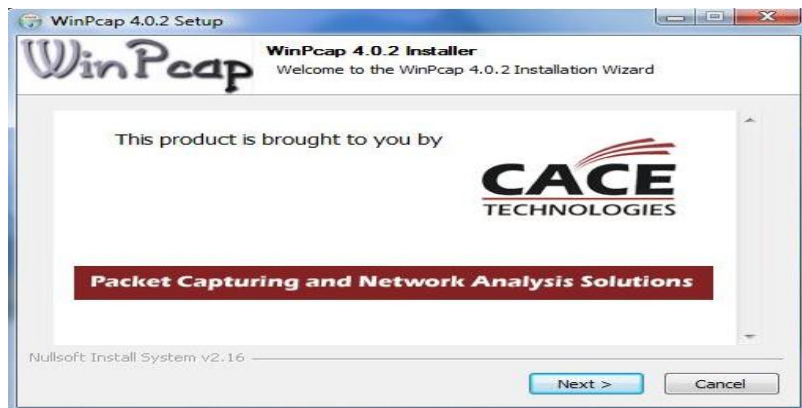 WinPcap 4.0.2 Setup
WinPcap
WinPcap 4.0.2 Installer
Welcome to the WinPcap 4.0.2 Installation Wizard
This product is brought to you by
CACE
TECHNOLOGIES
Packet Capturing and Network Analysis Solutions
Nullsoft Install System v2.16
Next >
Cancel